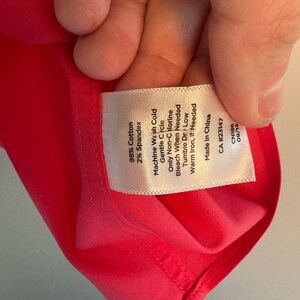 98% Cotton
2% Spandex
Machine Wash Cold
Gentle Cycle
Only Non-Chlorine
Bleach When Needed
Tumble Dry Low
Warm Iron, if Needed
Made in China
CA #23147